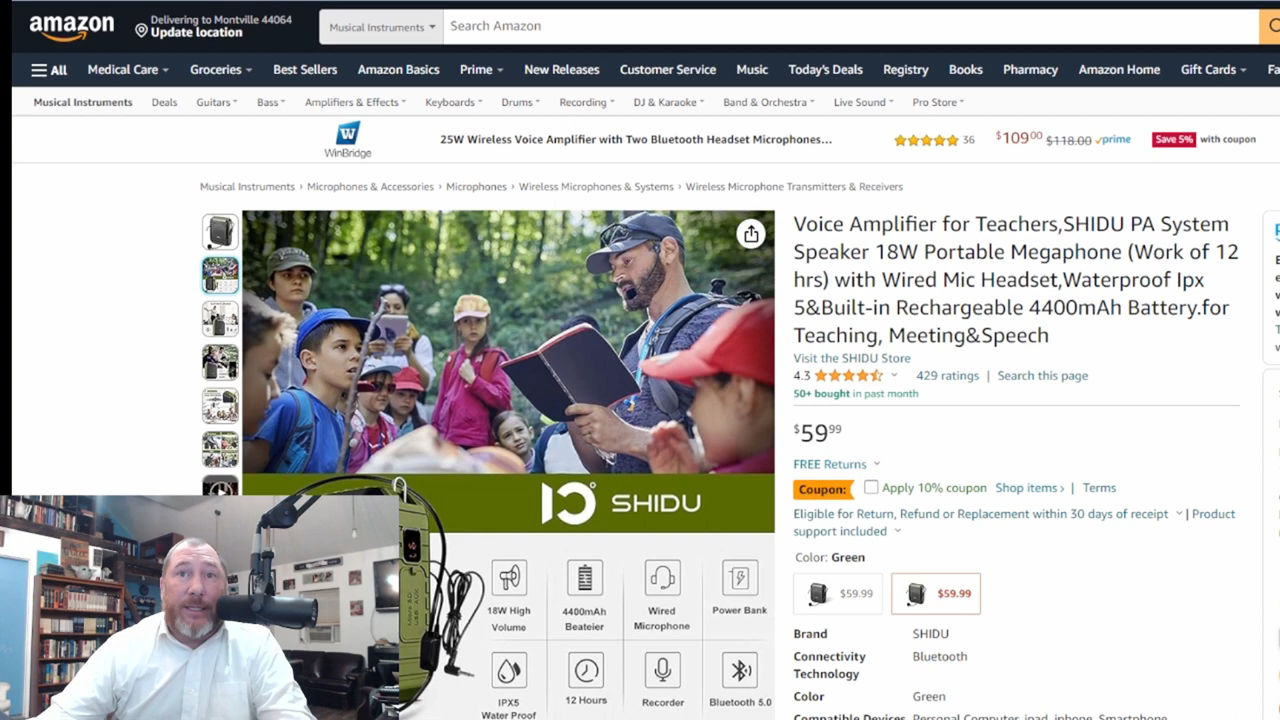 amazon
Delivering to Montville 44064
Update location
Musical Instruments
Search Amazon
All
Medical Care
Groceries
Best Sellers
Amazon Basics
Prime
New Releases
Customer Service
Music
Today's Deals
Registry
Books
Pharmacy
Amazon Home
Gift Cards
Fa
Musical Instruments
Deals
Guitars
Bass
Amplifiers & Effects
Keyboards
Drums
Recording
DJ & Karaoke
Band & Orchestra
Live Sound
Pro Store
W
WinBridge
25W Wireless Voice Amplifier with Two Bluetooth Headset Microphones...
36
$109.00 $118.00 prime
Save 5% with coupon
Musical Instruments › Microphones & Accessories › Microphones › Wireless Microphones & Systems › Wireless Microphone Transmitters & Receivers
Voice Amplifier for Teachers,SHIDU PA System
Speaker 18W Portable Megaphone (Work of 12
hrs) with Wired Mic Headset,Waterproof Ipx
5&Built-in Rechargeable 4400mAh Battery.for
Teaching, Meeting&Speech
Visit the SHIDU Store
4.3
429 ratings | Search this page
50+ bought in past month
$59.99
FREE Returns
Coupon: Apply 10% coupon Shop items › | Terms
Eligible for Return, Refund or Replacement within 30 days of receipt | Product
support included
Color: Green
$59.99
$59.99
Brand SHIDU
Connectivity
Technology
Bluetooth
Color Green
Compatible Devices Personal Computer, ipad, iphone, Smartphone
SHIDU
18W High
Volume
4400mAh
Beateier
Wired
Microphone
Power Bank
IPX5
Water Proof
12 Hours
Recorder
Bluetooth 5.0